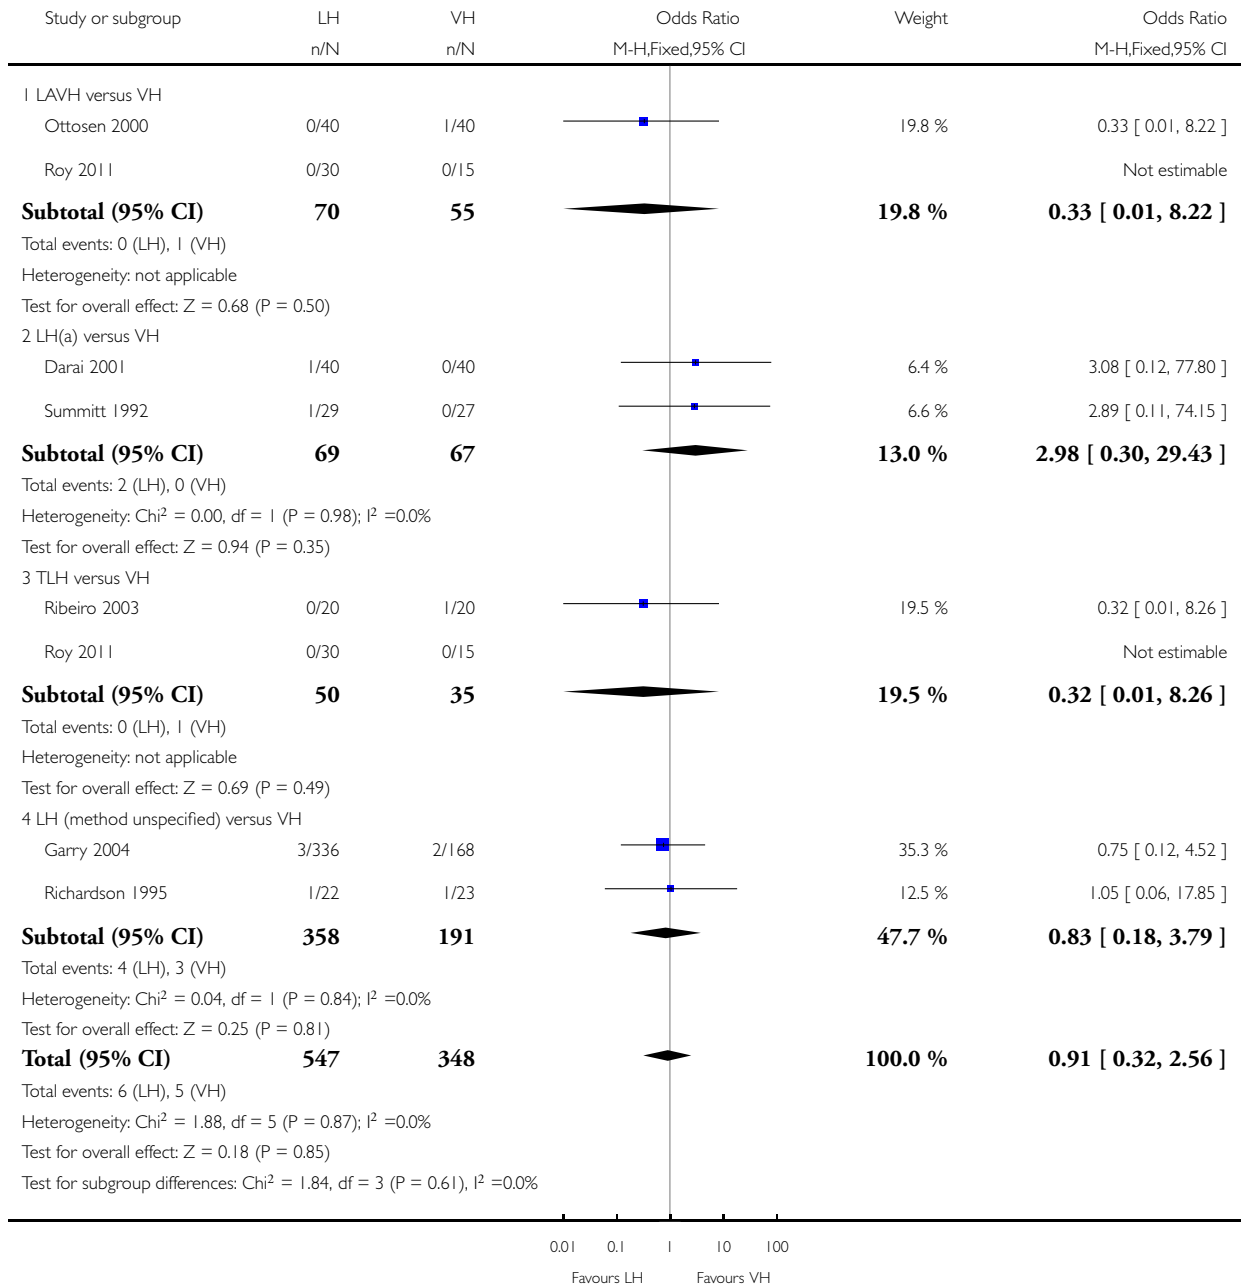 Study or subgroup LH VH Odds Ratio Weight Odds Ratio
n/N n/N M-H,Fixed,95% CI M-H,Fixed,95% CI
1 LAVH versus VH
Ottosen 2000 0/40 1/40 19.8 % 0.33 [ 0.01, 8.22 ]
Roy 2011 0/30 0/15 Not estimable
Subtotal (95% CI) 70 55 19.8 % 0.33 [ 0.01, 8.22 ]
Total events: 0 (LH), 1 (VH)
Heterogeneity: not applicable
Test for overall effect: Z = 0.68 (P = 0.50)
2 LH(a) versus VH
Darai 2001 1/40 0/40 6.4 % 3.08 [ 0.12, 77.80 ]
Summitt 1992 1/29 0/27 6.6 % 2.89 [ 0.11, 74.15 ]
Subtotal (95% CI) 69 67 13.0 % 2.98 [ 0.30, 29.43 ]
Total events: 2 (LH), 0 (VH)
Heterogeneity: Chi² = 0.00, df = 1 (P = 0.98); I² =0.0%
Test for overall effect: Z = 0.94 (P = 0.35)
3 TLH versus VH
Ribeiro 2003 0/20 1/20 19.5 % 0.32 [ 0.01, 8.26 ]
Roy 2011 0/30 0/15 Not estimable
Subtotal (95% CI) 50 35 19.5 % 0.32 [ 0.01, 8.26 ]
Total events: 0 (LH), 1 (VH)
Heterogeneity: not applicable
Test for overall effect: Z = 0.69 (P = 0.49)
4 LH (method unspecified) versus VH
Garry 2004 3/336 2/168 35.3 % 0.75 [ 0.12, 4.52 ]
Richardson 1995 1/22 1/23 12.5 % 1.05 [ 0.06, 17.85 ]
Subtotal (95% CI) 358 191 47.7 % 0.83 [ 0.18, 3.79 ]
Total events: 4 (LH), 3 (VH)
Heterogeneity: Chi² = 0.04, df = 1 (P = 0.84); I² =0.0%
Test for overall effect: Z = 0.25 (P = 0.81)
Total (95% CI) 547 348 100.0 % 0.91 [ 0.32, 2.56 ]
Total events: 6 (LH), 5 (VH)
Heterogeneity: Chi² = 1.88, df = 5 (P = 0.87); I² =0.0%
Test for overall effect: Z = 0.18 (P = 0.85)
Test for subgroup differences: Chi² = 1.84, df = 3 (P = 0.61), I² =0.0%
0.01 0.1 1 10 100
Favours LH Favours VH